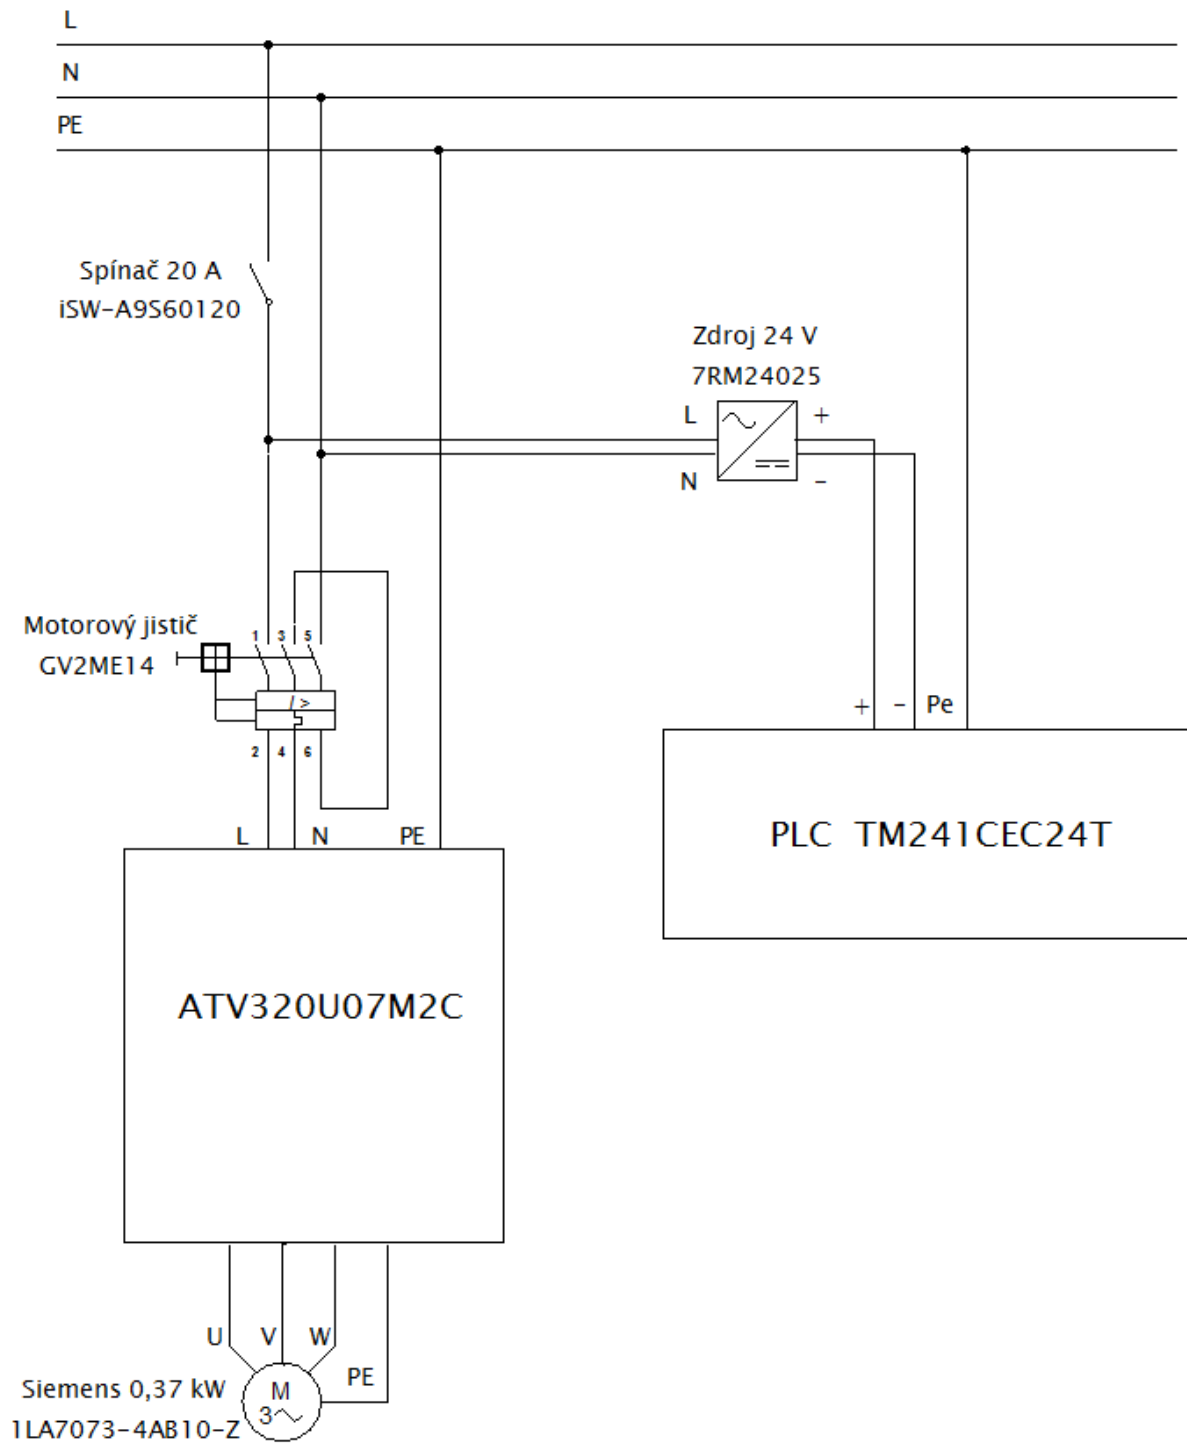 L
N
PE
Spínač 20 A
iSW-A9S60120
Zdroj 24 V
7RM24025
L +
N -
Motorový jistič
GV2ME14
1 3 5
I >
2 4 6
+ - Pe
L N PE
PLC TM241CEC24T
ATV320U07M2C
U V W
PE
Siemens 0,37 kW
1LA7073-4AB10-Z
M
3